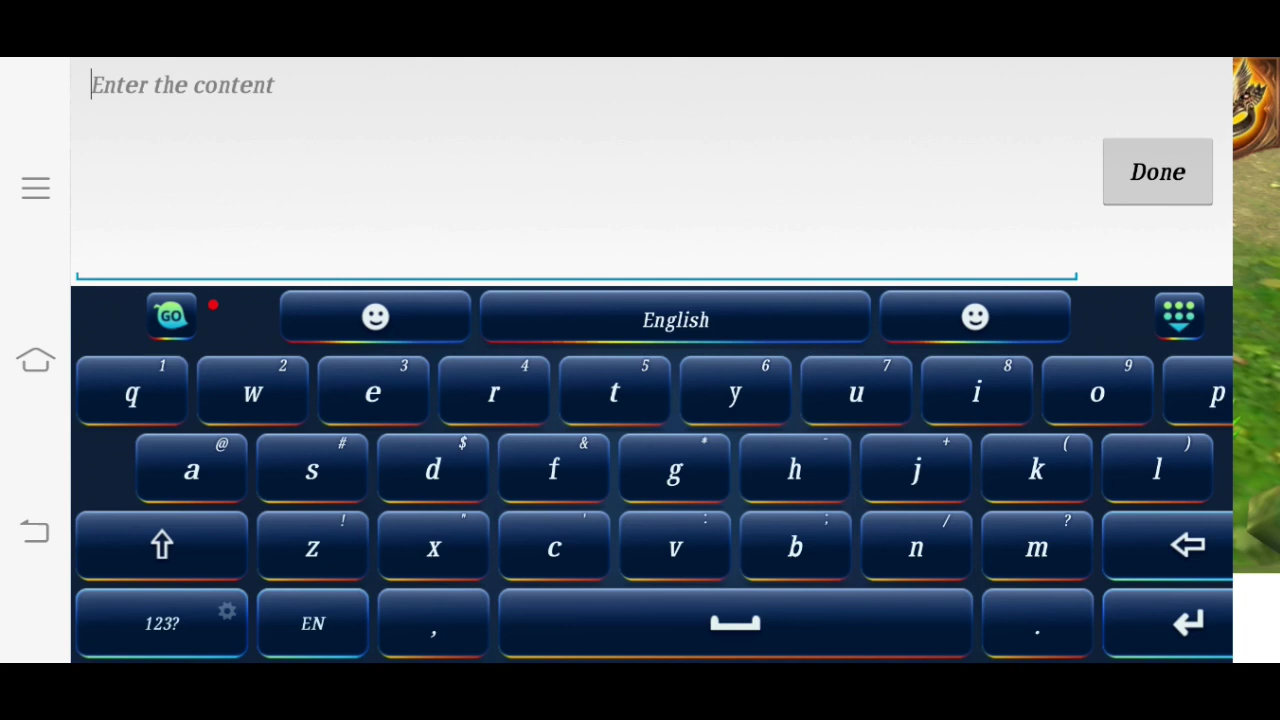 Enter the content
Done
GO
English
1 2 3 4 5 6 7 8 9
q w e r t y u i o p
@ # $ & * - + ( )
a s d f g h j k l
! " ' : ; / ?
z x c v b n m
123? EN , .